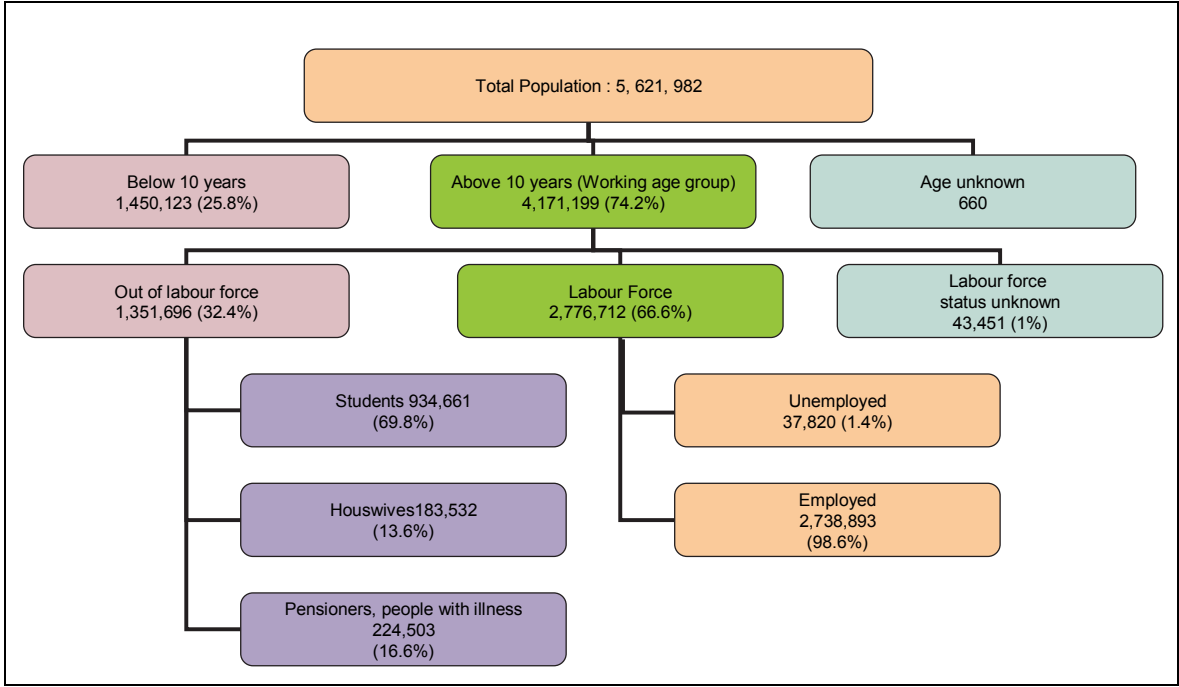 Total Population : 5, 621, 982
Below 10 years
1,450,123 (25.8%)
Above 10 years (Working age group)
4,171,199 (74.2%)
Age unknown
660
Out of labour force
1,351,696 (32.4%)
Labour Force
2,776,712 (66.6%)
Labour force
status unknown
43,451 (1%)
Students 934,661
(69.8%)
Unemployed
37,820 (1.4%)
Houswives183,532
(13.6%)
Employed
2,738,893
(98.6%)
Pensioners, people with illness
224,503
(16.6%)